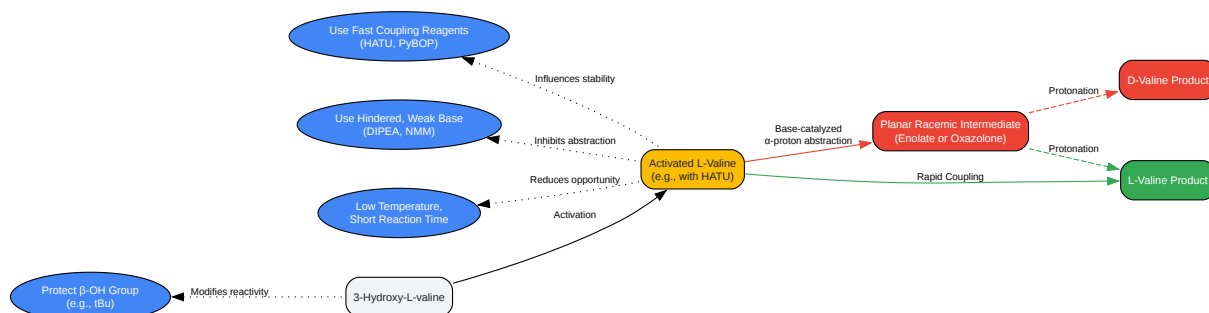 Use Fast Coupling Reagents
(HATU, PyBOP)
Influences stability
D-Valine Product
Protonation
Use Hindered, Weak Base
(DIPEA, NMM)
Base-catalyzed
α-proton abstraction
Planar Racemic Intermediate
(Enolate or Oxazolone)
Inhibits abstraction
Protonation
Activated L-Valine
(e.g., with HATU)
Reduces opportunity
Rapid Coupling
L-Valine Product
Low Temperature,
Short Reaction Time
Activation
Protect β-OH Group
(e.g., tBu)
Modifies reactivity
3-Hydroxy-L-valine